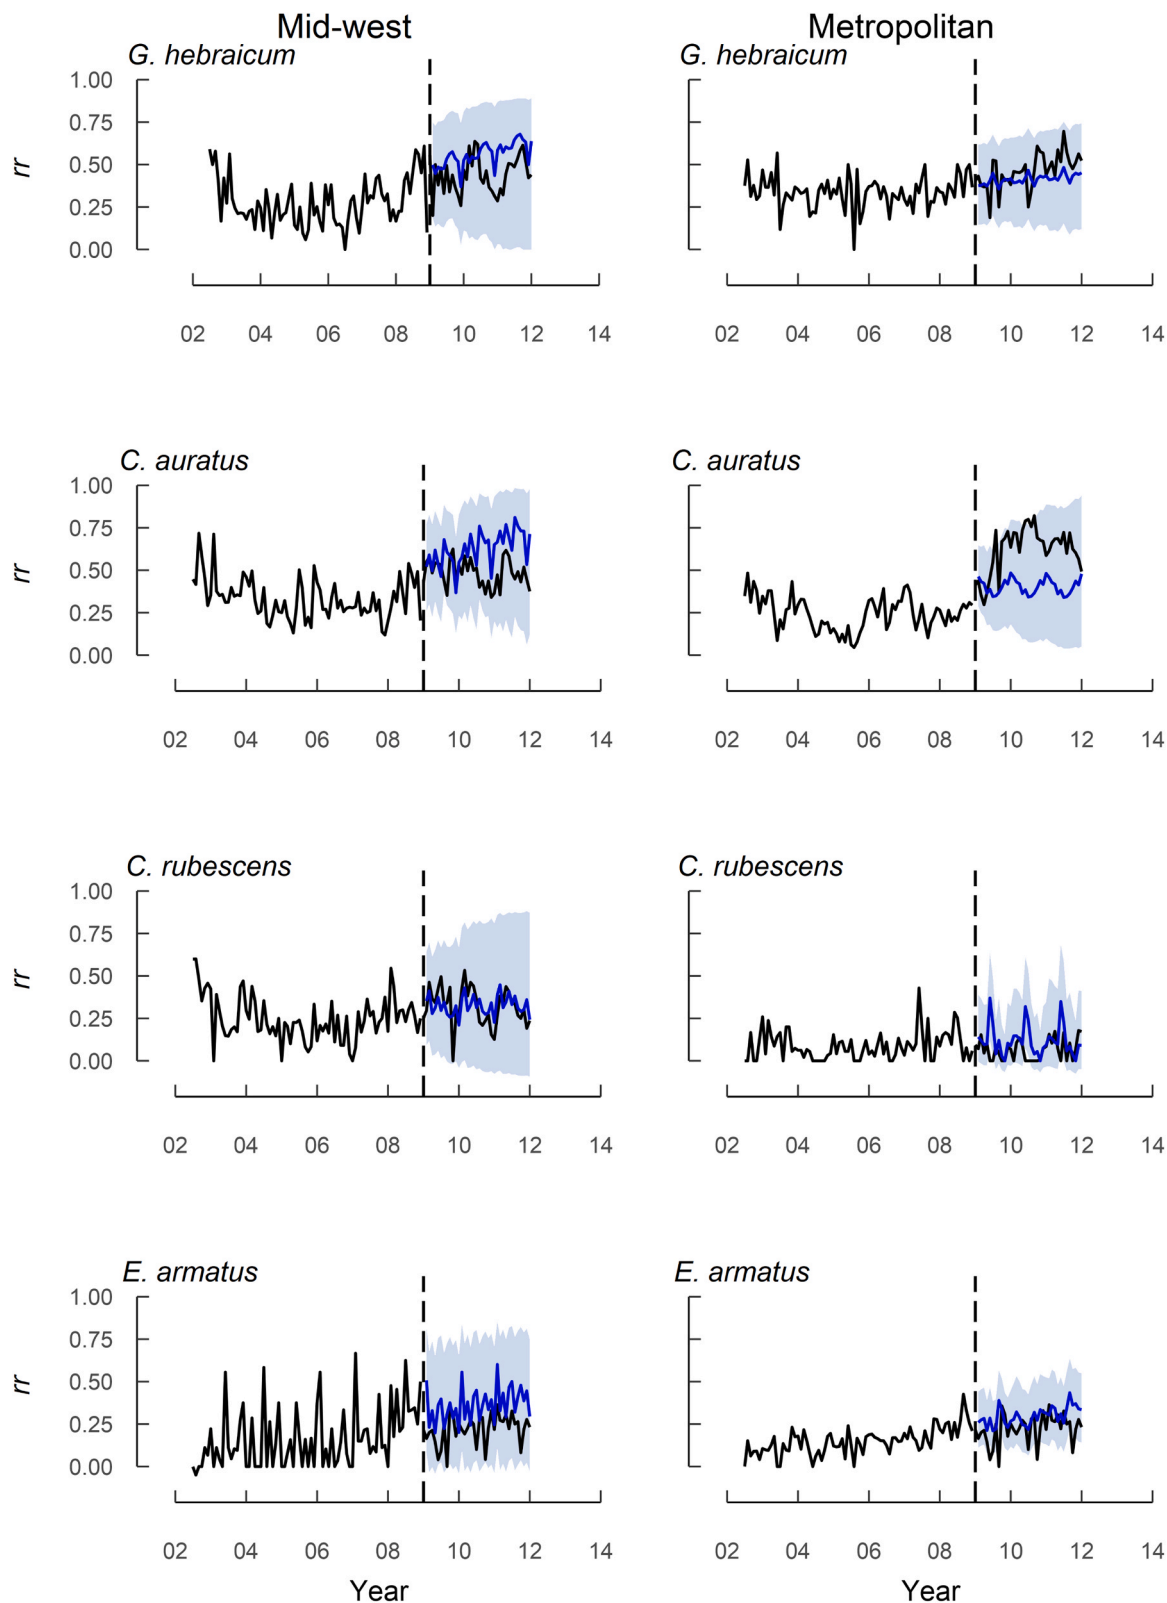 Mid-west Metropolitan
G. hebraicum G. hebraicum
1.00
0.75
rr 0.50
0.25
0.00
02 04 06 08 10 12 14 02 04 06 08 10 12 14
C. auratus C. auratus
1.00
0.75
rr 0.50
0.25
0.00
02 04 06 08 10 12 14 02 04 06 08 10 12 14
C. rubescens C. rubescens
1.00
0.75
rr 0.50
0.25
0.00
02 04 06 08 10 12 14 02 04 06 08 10 12 14
E. armatus E. armatus
1.00
0.75
rr 0.50
0.25
0.00
02 04 06 08 10 12 14 02 04 06 08 10 12 14
Year Year